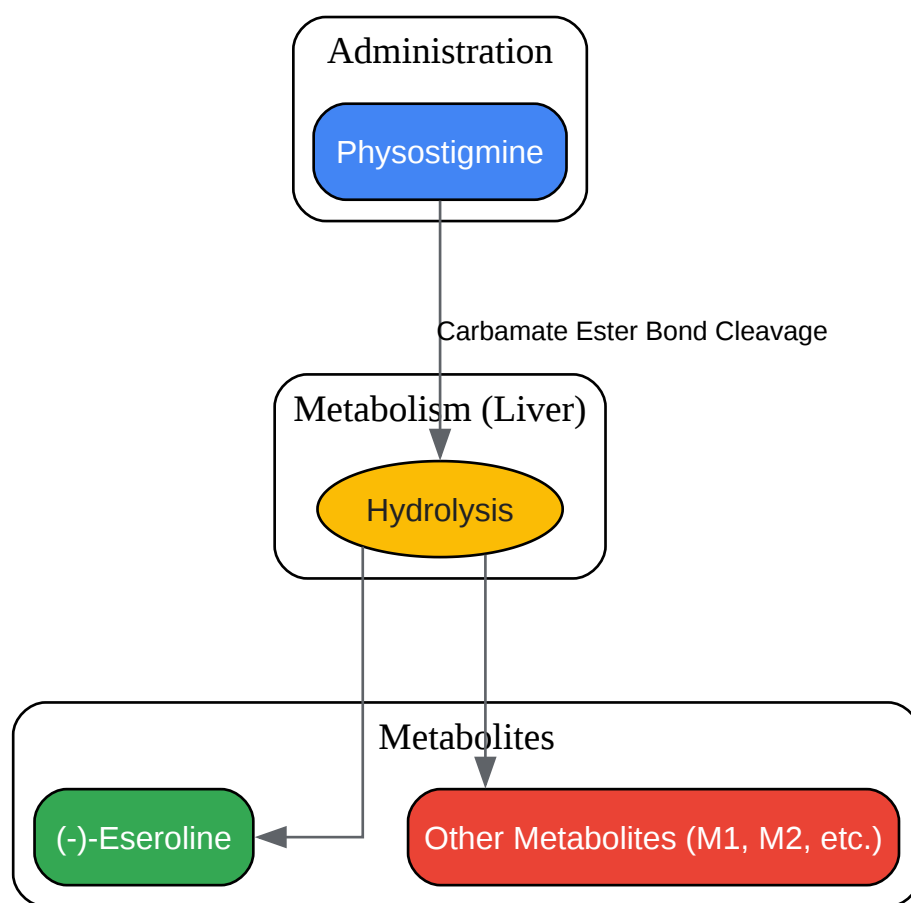 Administration
Physostigmine
Carbamate Ester Bond Cleavage
Metabolism (Liver)
Hydrolysis
Metabolites
(-)-Eseroline
Other Metabolites (M1, M2, etc.)